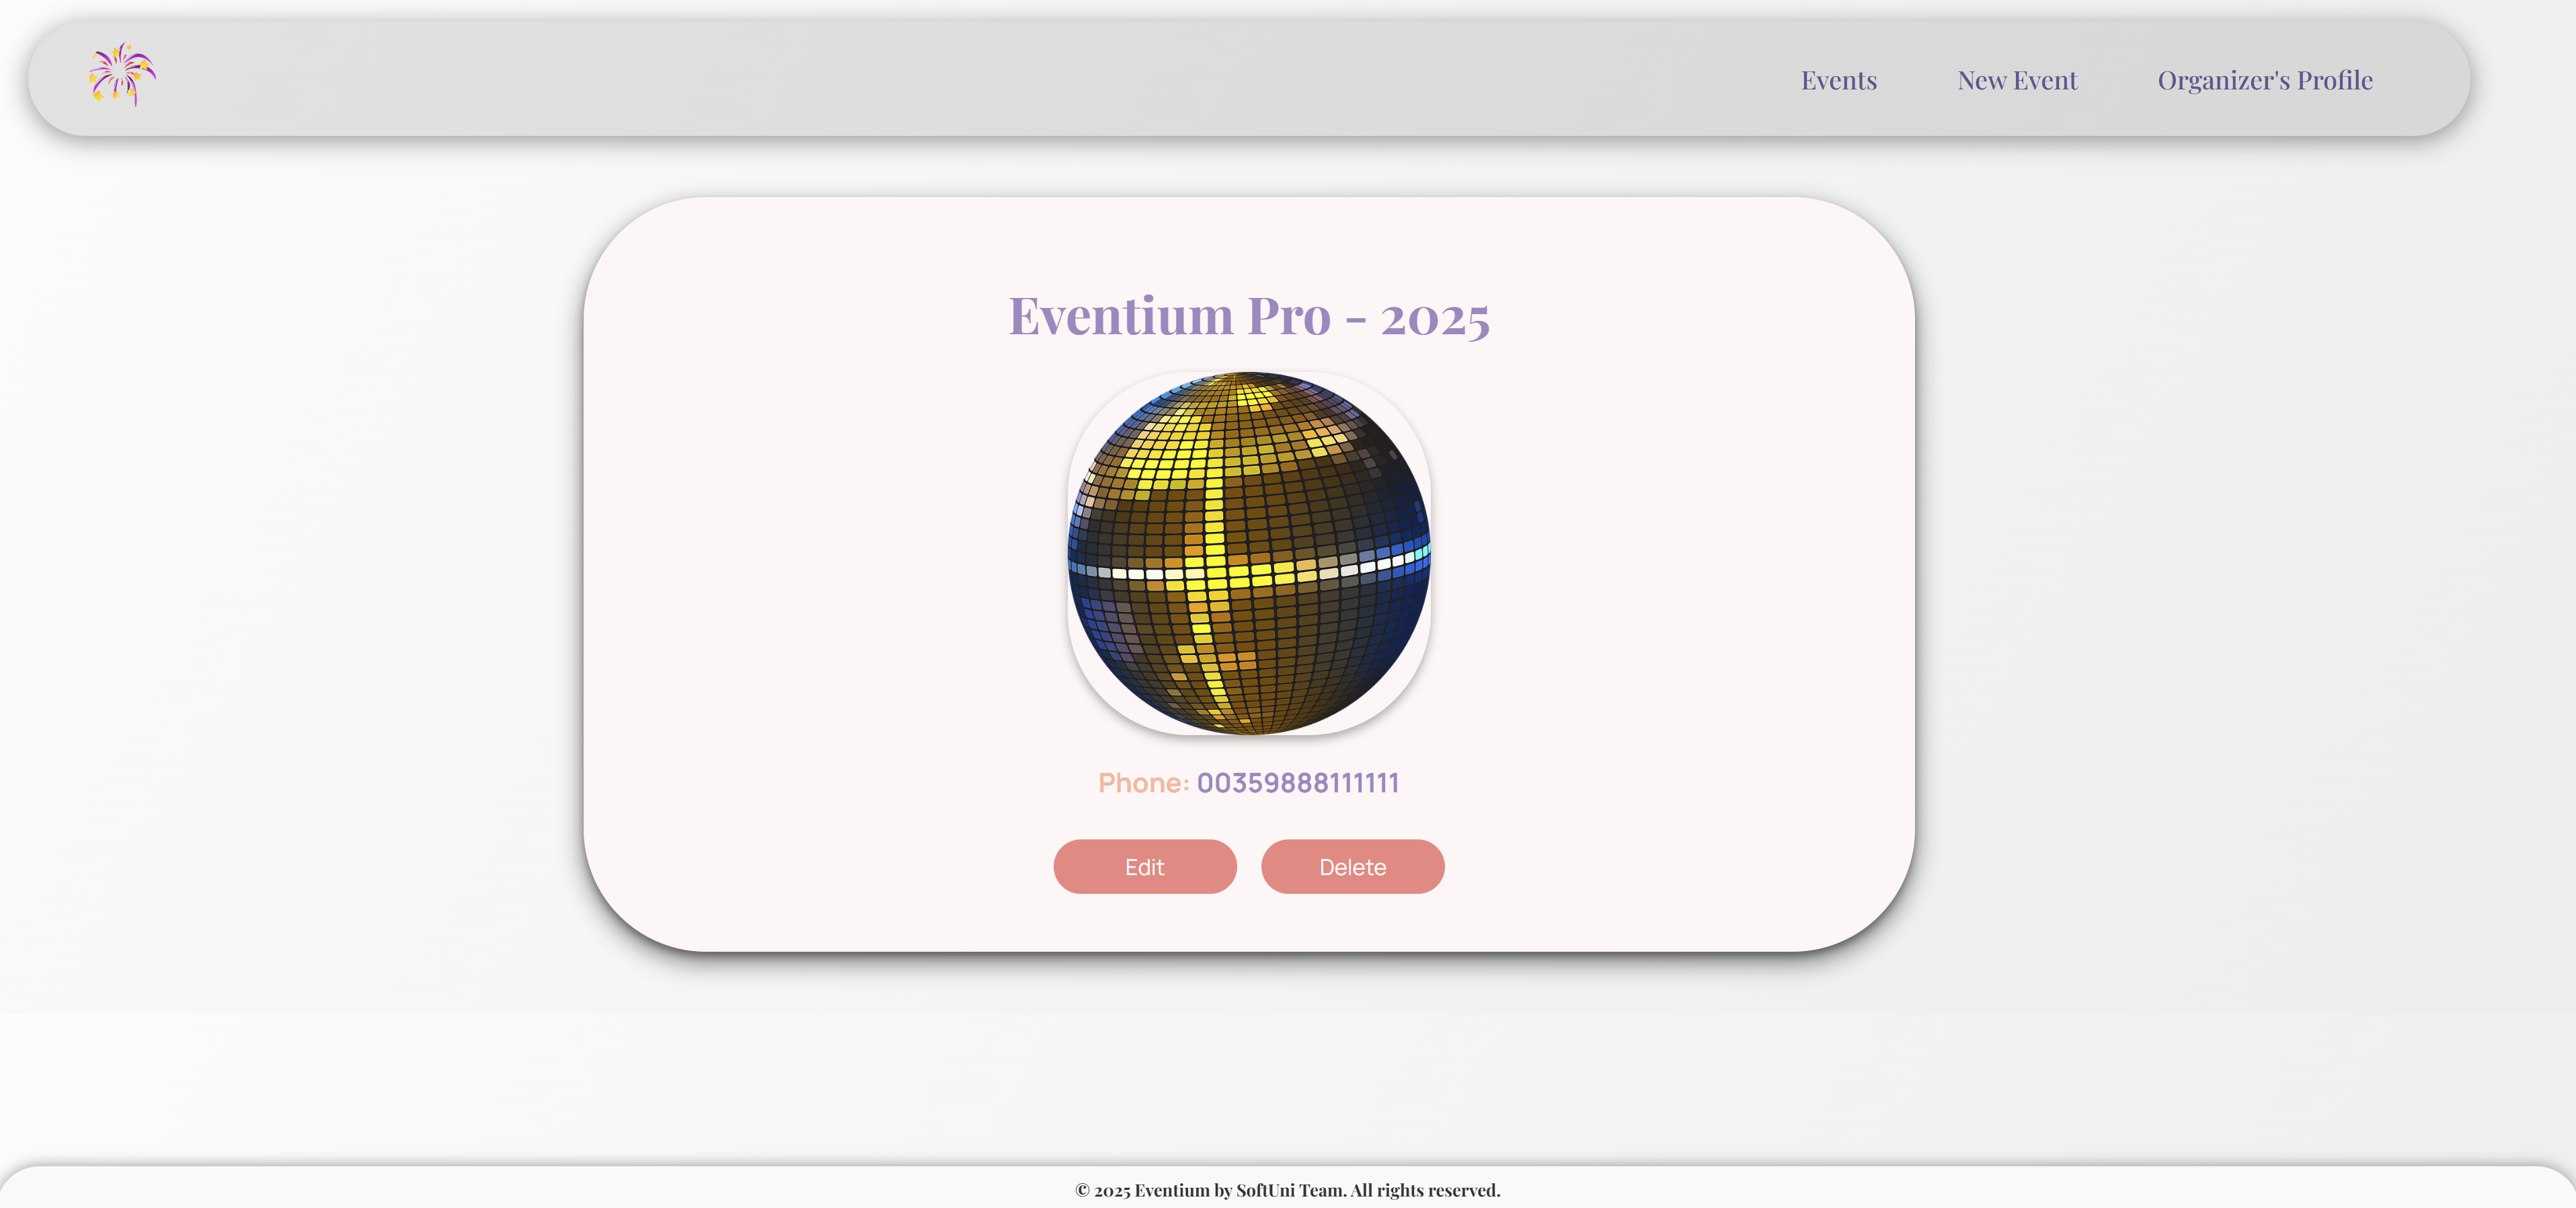 Events New Event Organizer's Profile
Eventium Pro - 2025
Phone: 00359888111111
Edit Delete
© 2025 Eventium by SoftUni Team. All rights reserved.